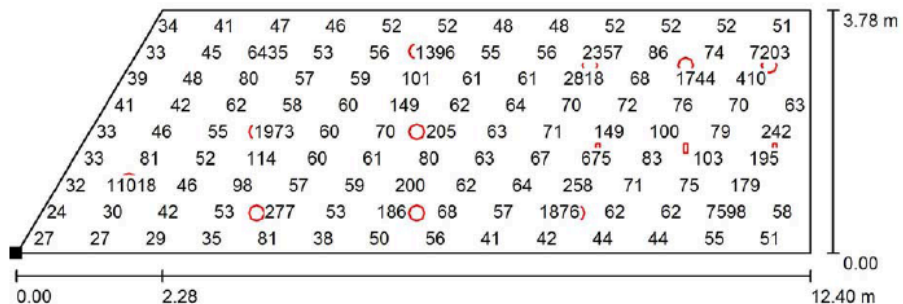 34 41 47 46 52 52 48 48 52 52 52 51
3.78 m
33 45 6435 53 56 1396 55 56 2357 86 74 7203
39 48 80 57 59 101 61 61 2818 68 1744 410
41 42 62 58 60 149 62 64 70 72 76 70 63
33 46 55 1973 60 70 205 63 71 149 100 79 242
33 81 52 114 60 61 80 63 67 675 83 103 195
32 11018 46 98 57 59 200 62 64 258 71 75 179
24 30 42 53 277 53 186 68 57 1876 62 62 7598 58
27 27 29 35 81 38 50 56 41 42 44 44 55 51
0.00
0.00 2.28 12.40 m